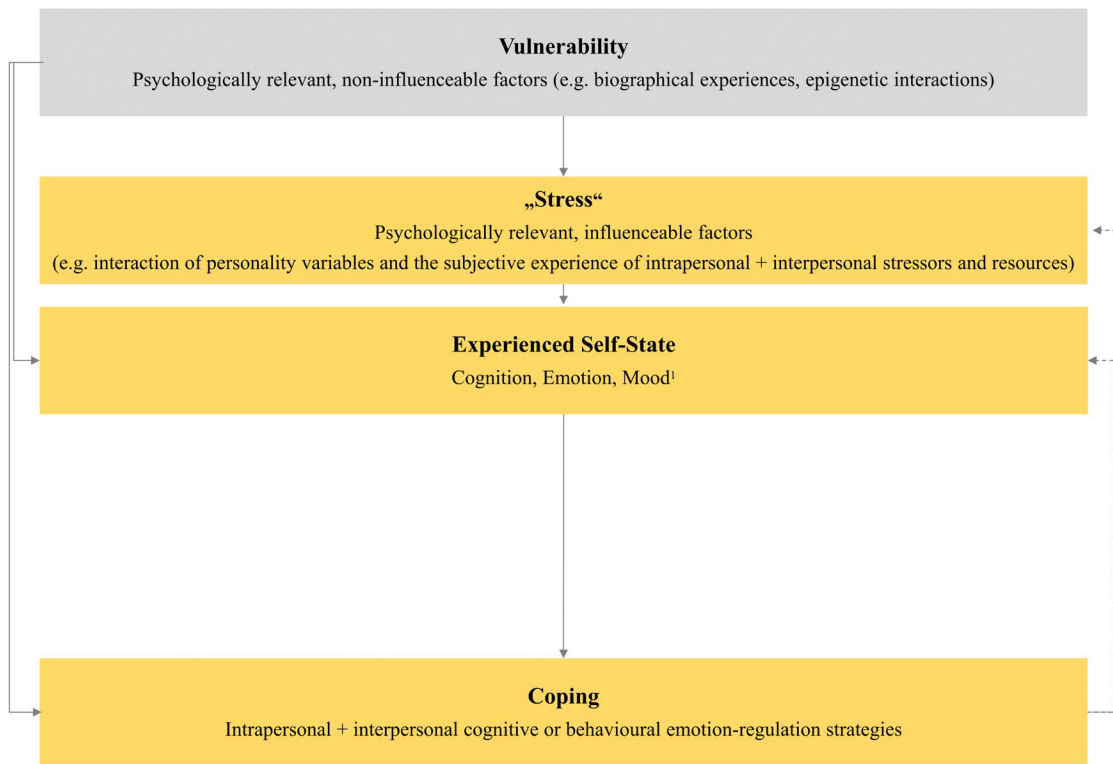 Vulnerability
Psychologically relevant, non-influenceable factors (e.g. biographical experiences, epigenetic interactions)
„Stress“
Psychologically relevant, influenceable factors
(e.g. interaction of personality variables and the subjective experience of intrapersonal + interpersonal stressors and resources)
Experienced Self-State
Cognition, Emotion, Mood¹
Coping
Intrapersonal + interpersonal cognitive or behavioural emotion-regulation strategies